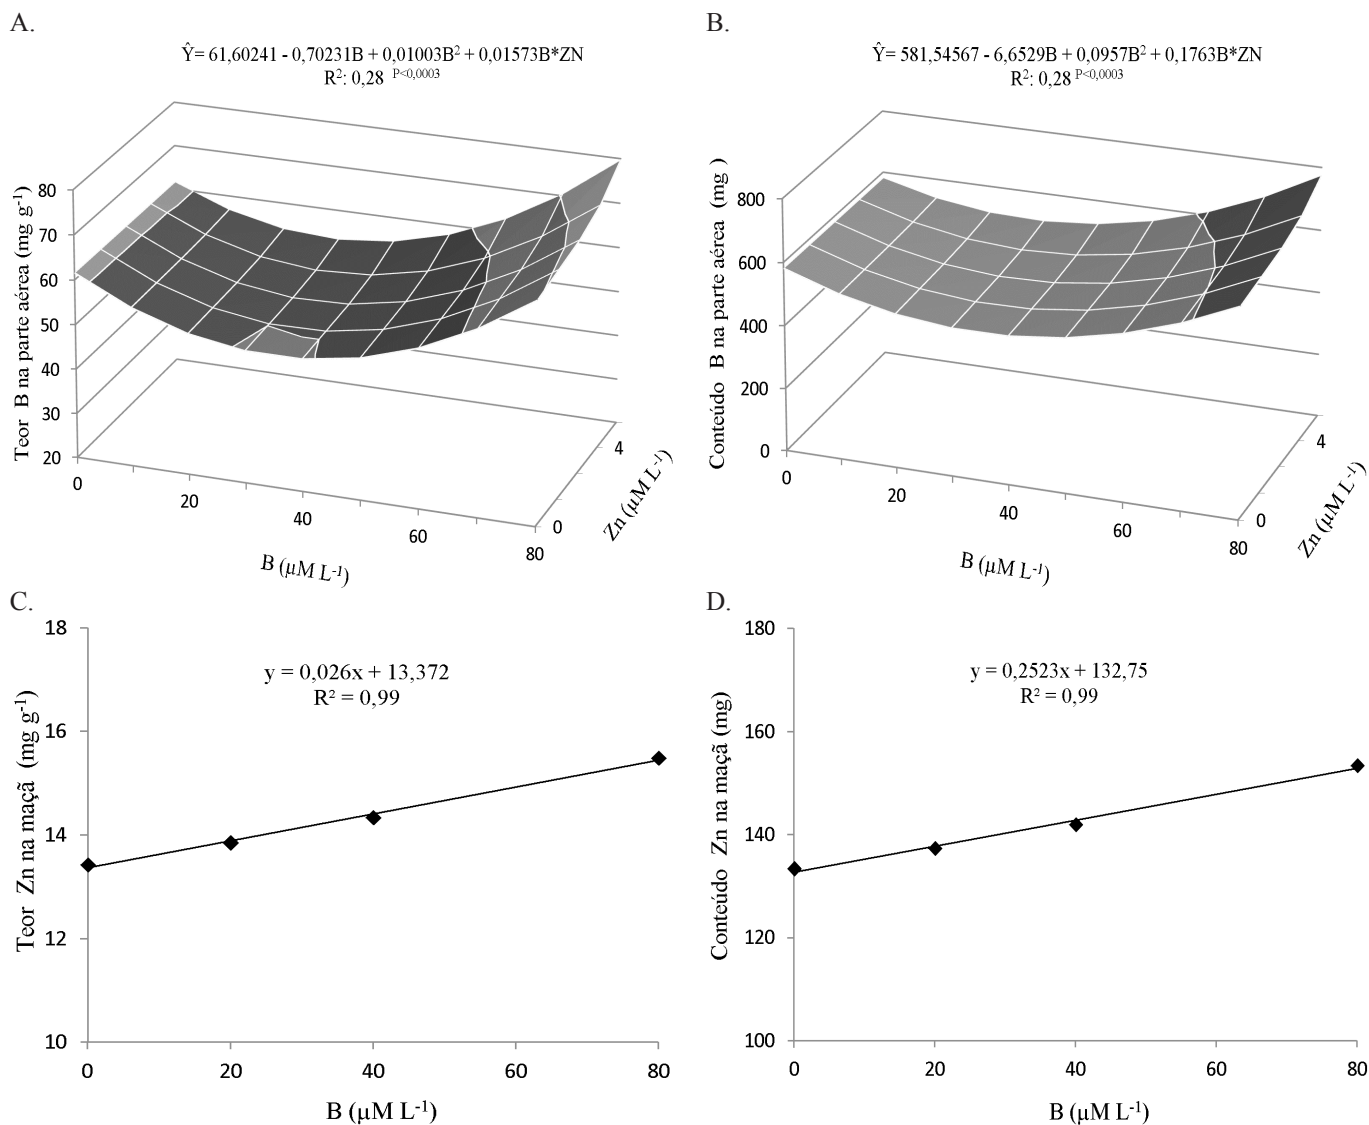 A.
Ŷ= 61,60241 - 0,70231B + 0,01003B² + 0,01573B*ZN
R²: 0,28 P<0,0003
Teor B na parte aérea (mg g⁻¹)
80
70
60
50
40
30
20
0
20
40
60
80
B (µM L⁻¹)
0
4
Zn (µM L⁻¹)
B.
Ŷ= 581,54567 - 6,6529B + 0,0957B² + 0,1763B*ZN
R²: 0,28 P<0,0003
Conteúdo B na parte aérea (mg )
800
600
400
200
0
0
20
40
60
80
B (µM L⁻¹)
0
4
Zn (µM L⁻¹)
C.
y = 0,026x + 13,372
R² = 0,99
Teor Zn na maçã (mg g⁻¹)
18
16
14
12
10
0
20
40
60
80
B (µM L⁻¹)
D.
y = 0,2523x + 132,75
R² = 0,99
Conteúdo Zn na maçã (mg)
180
160
140
120
100
0
20
40
60
80
B (µM L⁻¹)